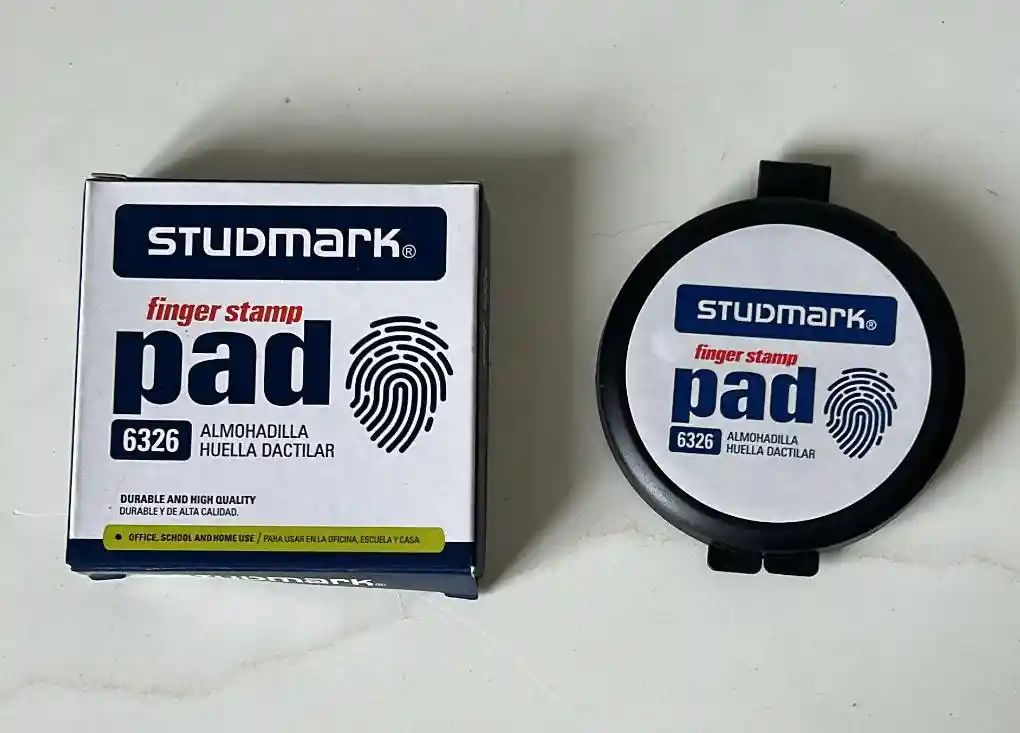 STUDMARK®
finger stamp
pad
6326
ALMOHADILLA
HUELLA DACTILAR
DURABLE AND HIGH QUALITY
DURABLE Y DE ALTA CALIDAD.
• OFFICE, SCHOOL AND HOME USE / PARA USAR EN LA OFICINA, ESCUELA Y CASA
STUDMARK®
STUDMARK®
finger stamp
pad
6326
ALMOHADILLA
HUELLA DACTILAR